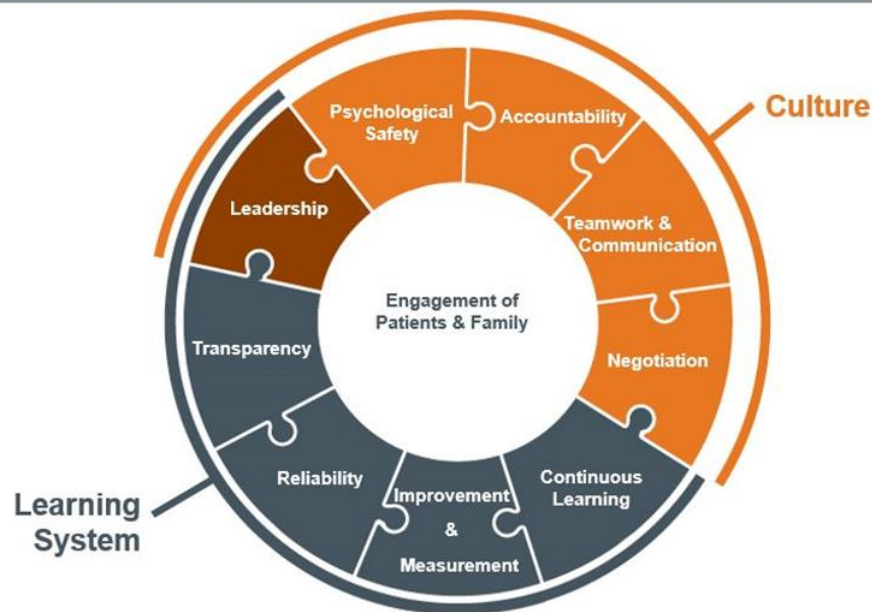 Culture
Psychological
Safety
Accountability
Leadership
Teamwork &
Communication
Engagement of
Patients & Family
Transparency
Negotiation
Reliability
Improvement
&
Measurement
Continuous
Learning
Learning
System